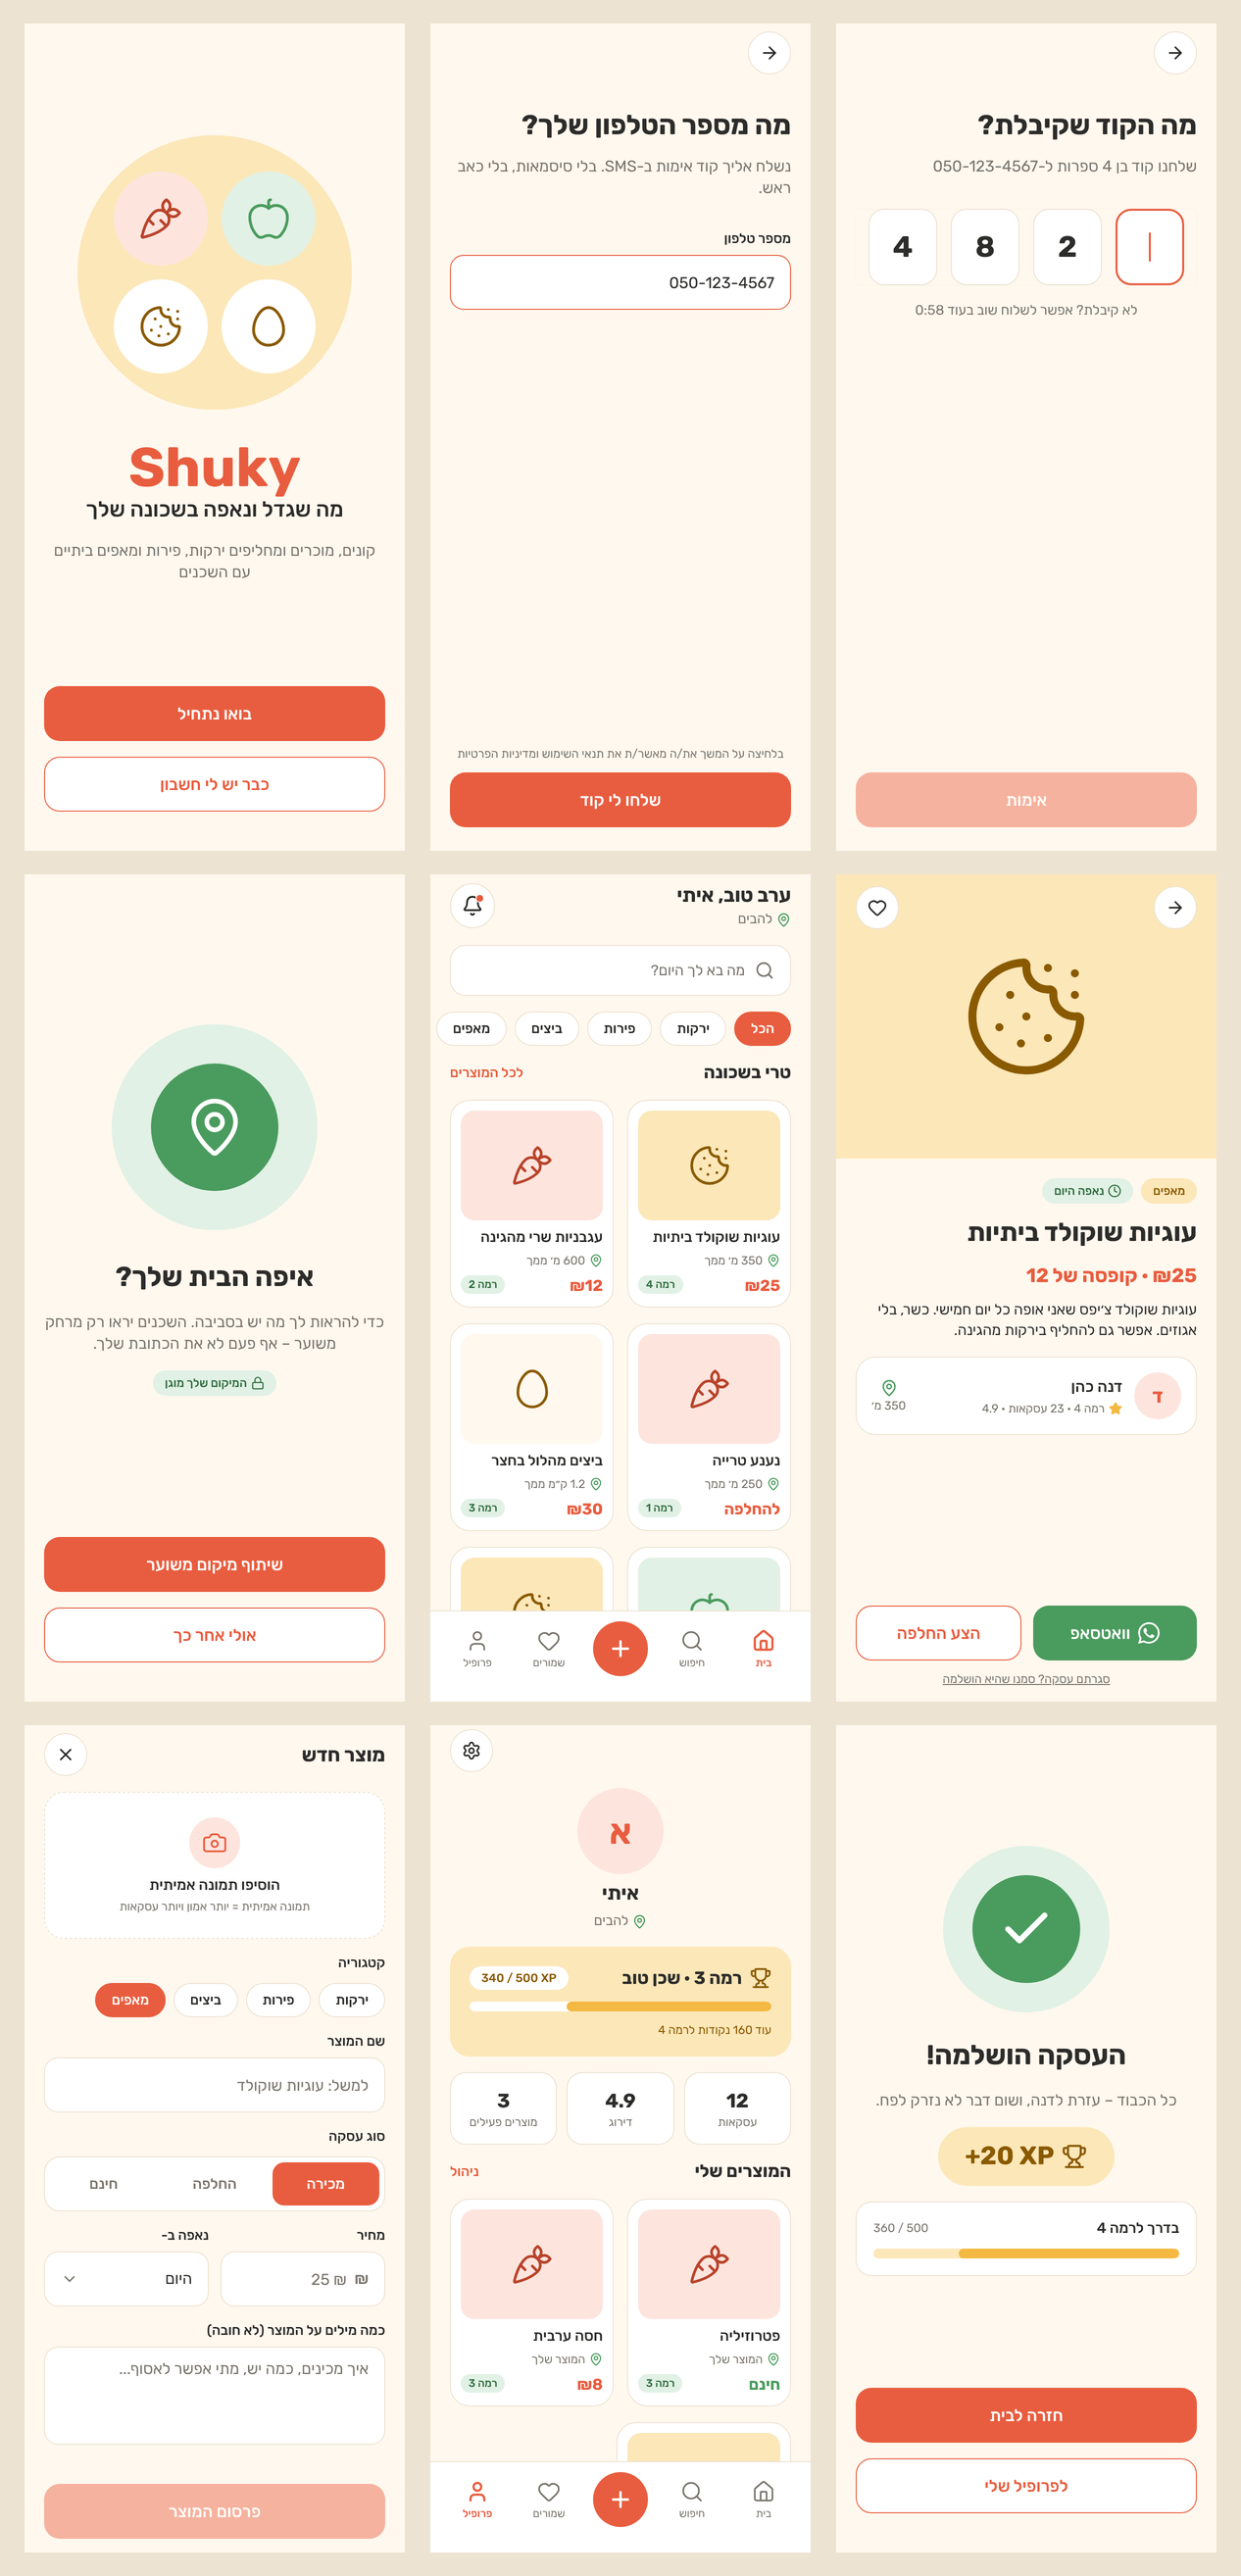 Shuky
מה שגדל ונאפה בשכונה שלך
קונים, מוכרים ומחליפים ירקות, פירות ומאפים ביתיים
עם השכנים
בואו נתחיל
כבר יש לי חשבון
מה מספר הטלפון שלך?
נשלח אליך קוד אימות ב-SMS. בלי סיסמאות, בלי כאב
ראש.
מספר טלפון
050-123-4567
בלחיצה על המשך את/ה מאשר/ת את תנאי השימוש ומדיניות הפרטיות
שלחו לי קוד
מה הקוד שקיבלת?
שלחנו קוד בן 4 ספרות ל-050-123-4567
4 8 2
לא קיבלת? אפשר לשלוח שוב בעוד 0:58
אימות
איפה הבית שלך?
כדי להראות לך מה יש בסביבה. השכנים יראו רק מרחק
משוער – אף פעם לא את הכתובת שלך.
המיקום שלך מוגן
שיתוף מיקום משוער
אולי אחר כך
ערב טוב, איתי
להבים
מה בא לך היום?
הכל ירקות פירות ביצים מאפים
טרי בשכונה לכל המוצרים
עוגיות שוקולד ביתיות
350 מ׳ ממך
₪25 רמה 4
עגבניות שרי מהגינה
600 מ׳ ממך
₪12 רמה 2
נענע טרייה
250 מ׳ ממך
להחלפה רמה 1
ביצים מהלול בחצר
1.2 ק״מ ממך
₪30 רמה 3
בית חיפוש שמורים פרופיל
מאפים נאפה היום
עוגיות שוקולד ביתיות
₪25 · קופסה של 12
עוגיות שוקולד צ׳יפס שאני אופה כל יום חמישי. כשר, בלי
אגוזים. אפשר גם להחליף בירקות מהגינה.
ד
דנה כהן
רמה 4 · 23 עסקאות · 4.9
350 מ׳
וואטסאפ
הצע החלפה
סגרתם עסקה? סמנו שהיא הושלמה
מוצר חדש
הוסיפו תמונה אמיתית
תמונה אמיתית = יותר אמון ויותר עסקאות
קטגוריה
ירקות פירות ביצים מאפים
שם המוצר
למשל: עוגיות שוקולד
סוג עסקה
מכירה החלפה חינם
מחיר נאפה ב-
₪ 25 ₪ היום
כמה מילים על המוצר (לא חובה)
איך מכינים, כמה יש, מתי אפשר לאסוף...
פרסום המוצר
א
איתי
להבים
רמה 3 · שכן טוב 340 / 500 XP
עוד 160 נקודות לרמה 4
12 4.9 3
עסקאות דירוג מוצרים פעילים
המוצרים שלי ניהול
פטרוזיליה
המוצר שלך
חינם רמה 3
חסה ערבית
המוצר שלך
₪8 רמה 3
בית חיפוש שמורים פרופיל
העסקה הושלמה!
כל הכבוד – עזרת לדנה, ושום דבר לא נזרק לפח.
+20 XP
בדרך לרמה 4 360 / 500
חזרה לבית
לפרופיל שלי